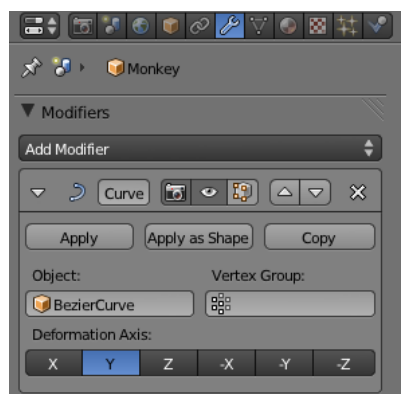 Monkey
Modifiers
Add Modifier
Curve
Apply Apply as Shape Copy
Object: Vertex Group:
BezierCurve
Deformation Axis:
X Y Z -X -Y -Z